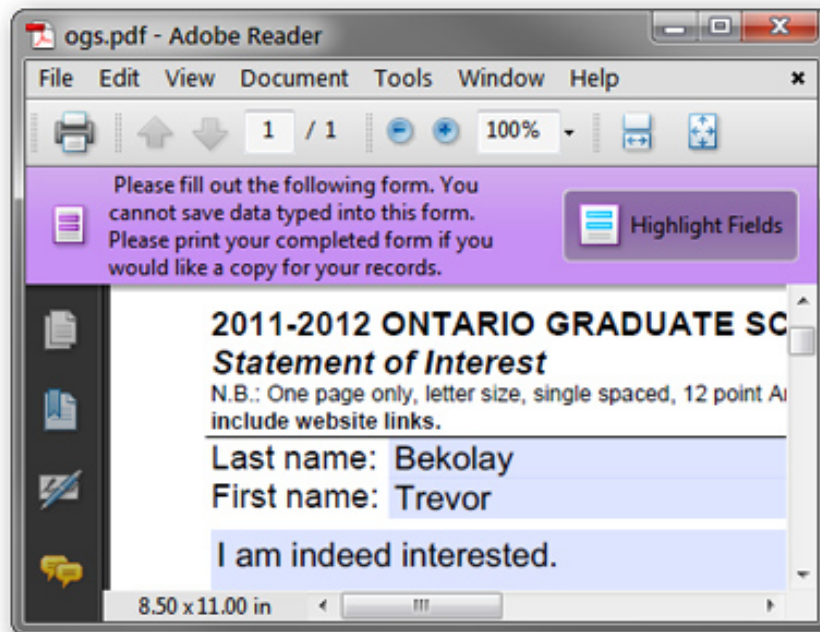 ogs.pdf - Adobe Reader
File Edit View Document Tools Window Help
1 / 1 100%
Please fill out the following form. You
cannot save data typed into this form.
Please print your completed form if you
would like a copy for your records.
Highlight Fields
2011-2012 ONTARIO GRADUATE SC
Statement of Interest
N.B.: One page only, letter size, single spaced, 12 point A
include website links.
Last name: Bekolay
First name: Trevor
I am indeed interested.
8.50 x 11.00 in